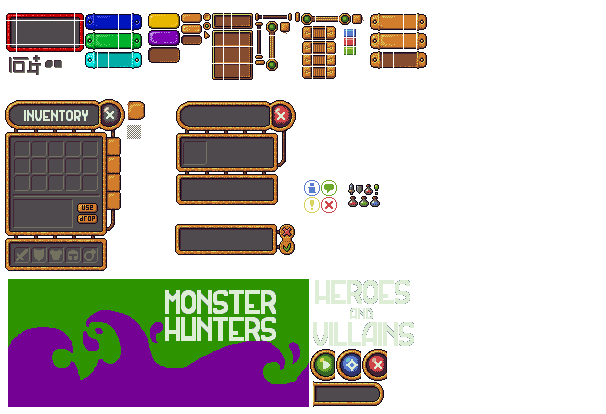 INVENTORY
use
drop
MONSTER
HUNTERS
HEROES
AND
VILLAINS